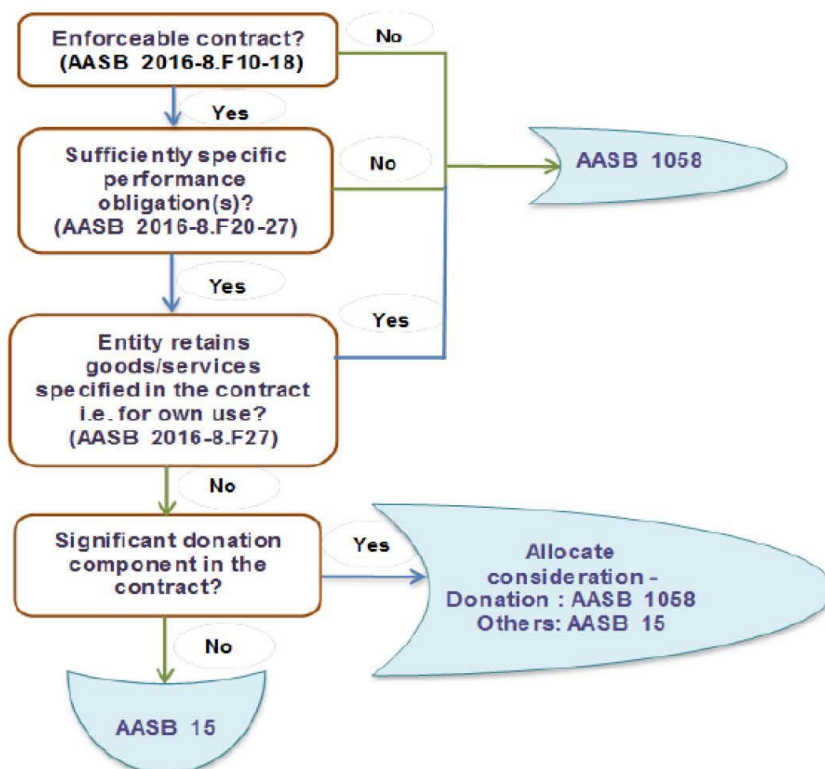 Enforceable contract?
(AASB 2016-8.F10-18)
No
Yes
Sufficiently specific
performance
obligation(s)?
(AASB 2016-8.F20-27)
No
AASB 1058
Yes
Entity retains
goods/services
specified in the contract
i.e. for own use?
(AASB 2016-8.F27)
Yes
No
Significant donation
component in the
contract?
Yes
Allocate
consideration -
Donation : AASB 1058
Others: AASB 15
No
AASB 15